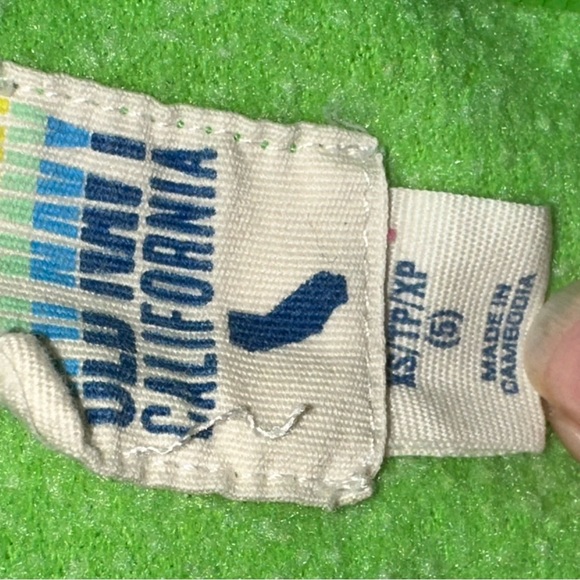 OLD NAVY
CALIFORNIA
XS/TP/XP
(5)
MADE IN
CAMBODIA